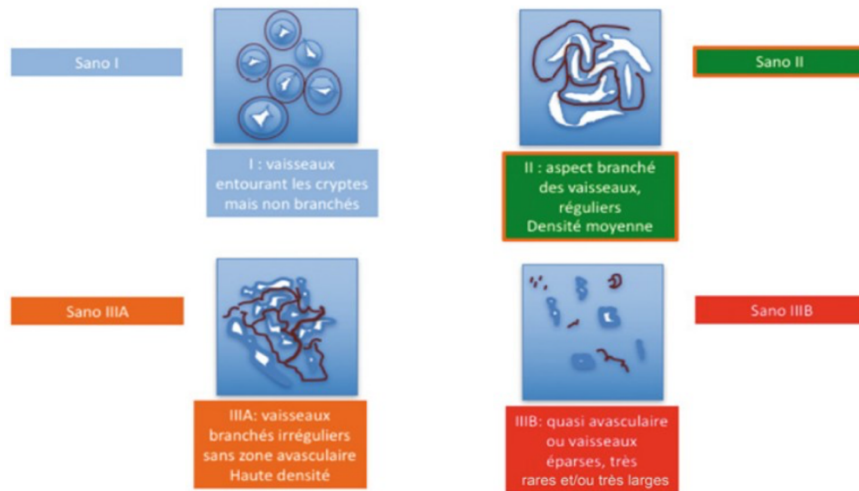 Sano I
I : vaisseaux
entourant les cryptes
mais non branchés
Sano II
II : aspect branché
des vaisseaux,
réguliers
Densité moyenne
Sano IIIA
IIIA: vaisseaux
branchés irréguliers
sans zone avasculaire
Haute densité
Sano IIIB
IIIB: quasi avasculaire
ou vaisseaux
éparses, très
rares et/ou très larges